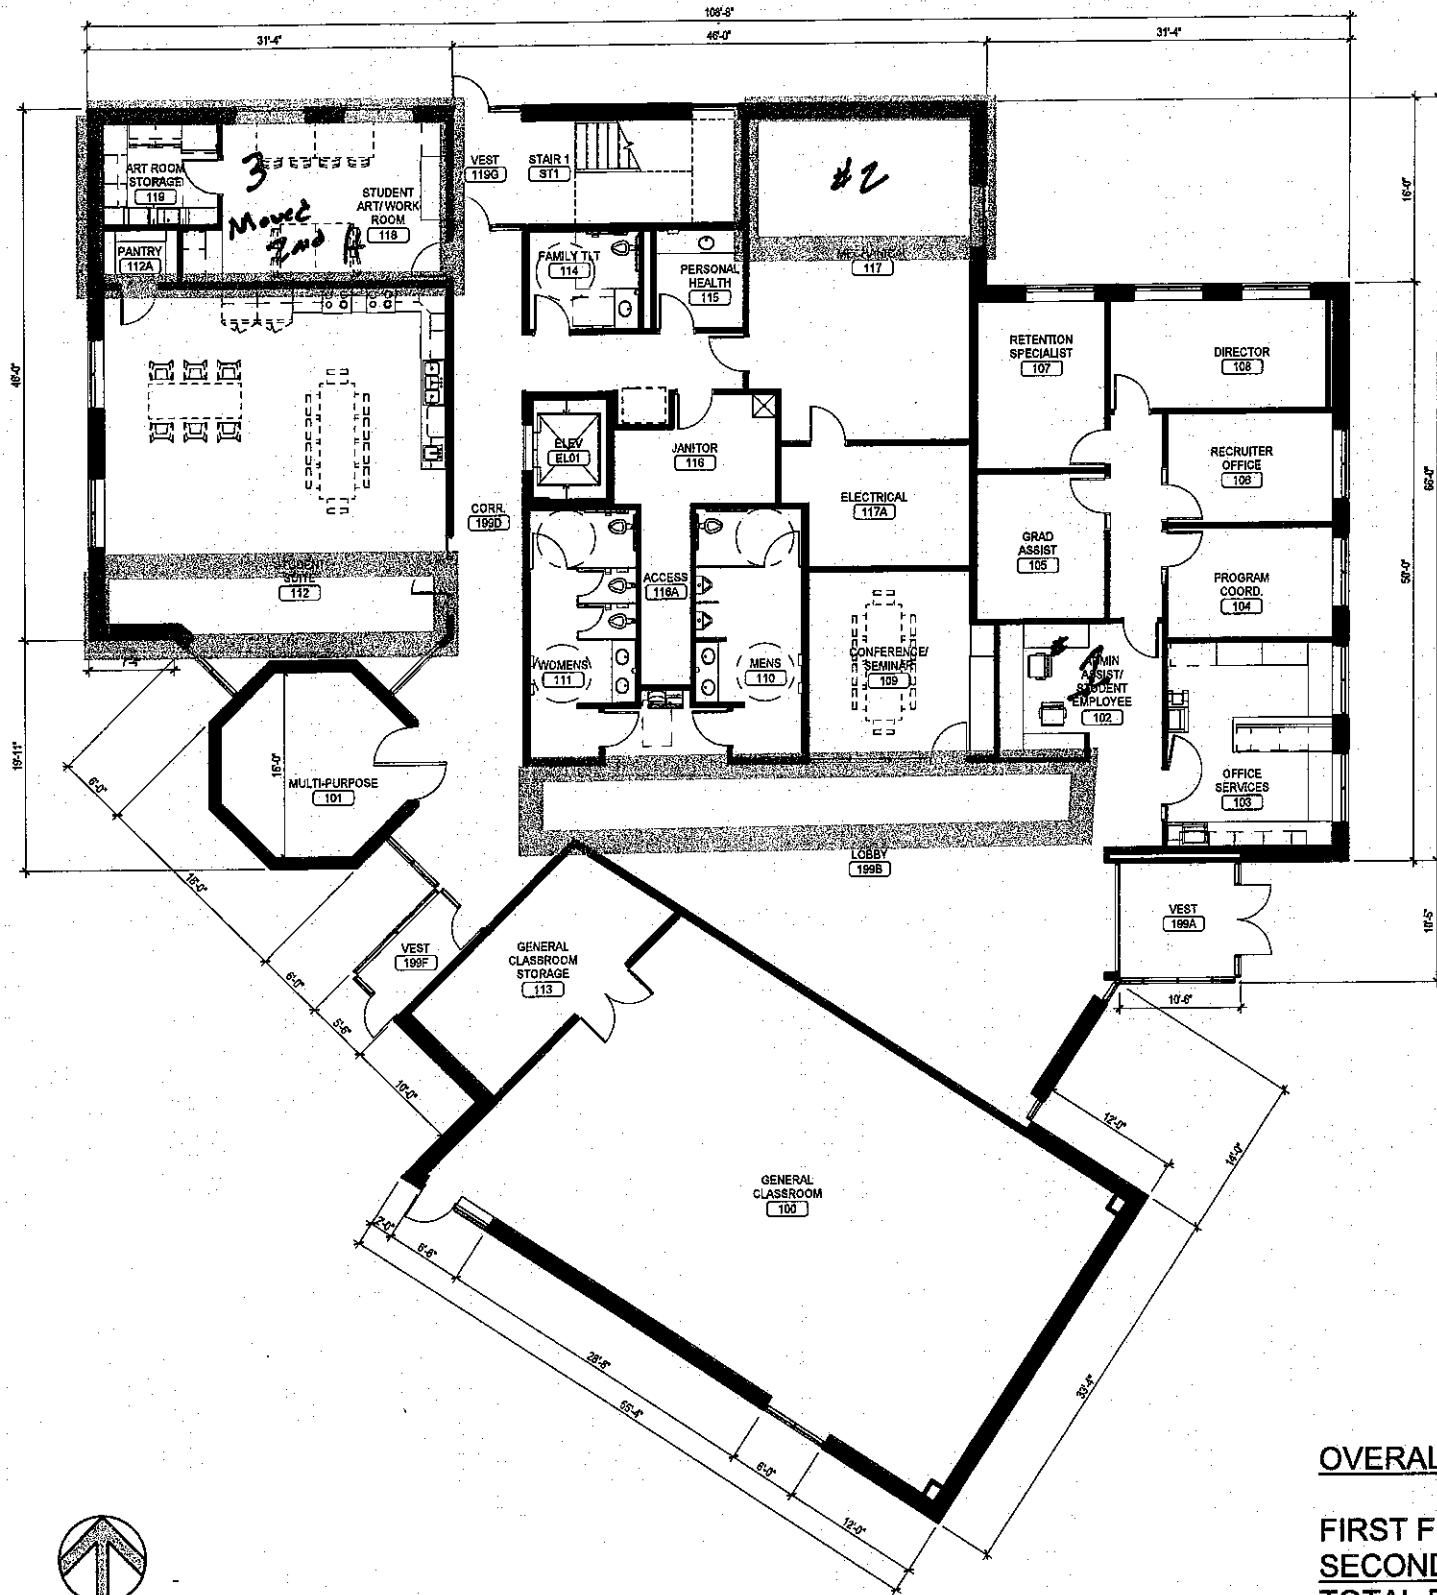 108'-8"
31'-4"
46'-0"
31'-4"
ART ROOM
STORAGE
119
3
Moved
2nd fl
STUDENT
ART/WORK
ROOM
118
PANTRY
112A
VEST
119G
STAIR 1
ST1
#2
16'-0"
FAMILY TLT
114
PERSONAL
HEALTH
115
117
46'-0"
RETENTION
SPECIALIST
107
DIRECTOR
108
ELEV
EL01
JANITOR
116
RECRUITER
OFFICE
106
66'-0"
ELECTRICAL
117A
CORR.
199D
GRAD
ASSIST
105
50'-0"
STUDENT
SUITE
112
ACCESS
116A
PROGRAM
COORD.
104
WOMENS
111
MENS
110
CONFERENCE/
SEMINAR
109
ADMIN
ASSIST/
STUDENT
EMPLOYEE
102
19'-11"
16'-0"
MULTI-PURPOSE
101
OFFICE
SERVICES
103
6'-0"
LOBBY
199B
18'-0"
VEST
199A
VEST
199F
GENERAL
CLASSROOM
STORAGE
113
6'-0"
10'-6"
5'-6"
10'-0"
12'-0"
14'-0"
GENERAL
CLASSROOM
100
2'-0"
6'-6"
28'-8"
65'-4"
33'-4"
6'-0"
12'-0"
OVERAL
FIRST F
SECOND